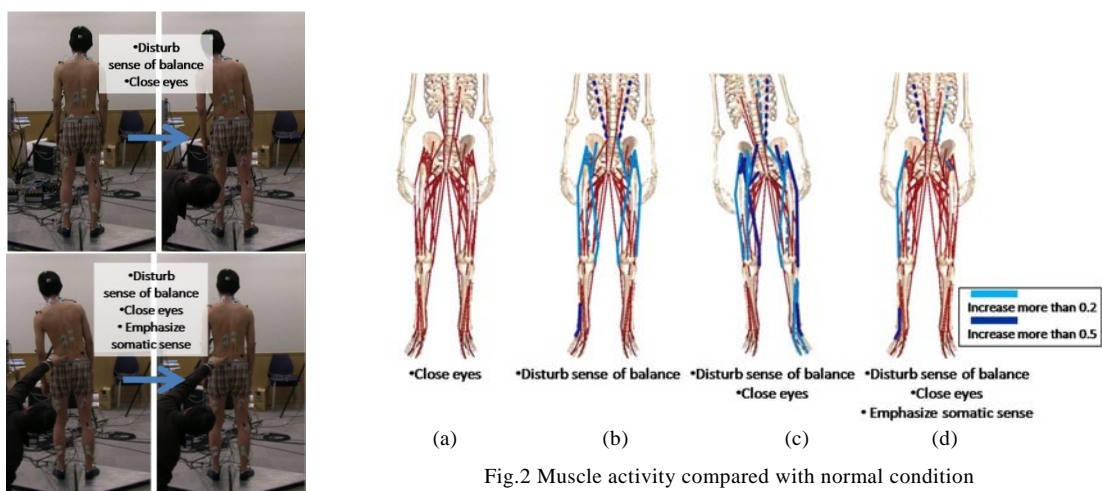 •Disturb
sense of balance
•Close eyes
•Disturb
sense of balance
•Close eyes
• Emphasize
somatic sense
Increase more than 0.2
Increase more than 0.5
•Close eyes
•Disturb sense of balance
•Disturb sense of balance
•Close eyes
•Disturb sense of balance
•Close eyes
• Emphasize somatic sense
(a)
(b)
(c)
(d)
Fig.2 Muscle activity compared with normal condition